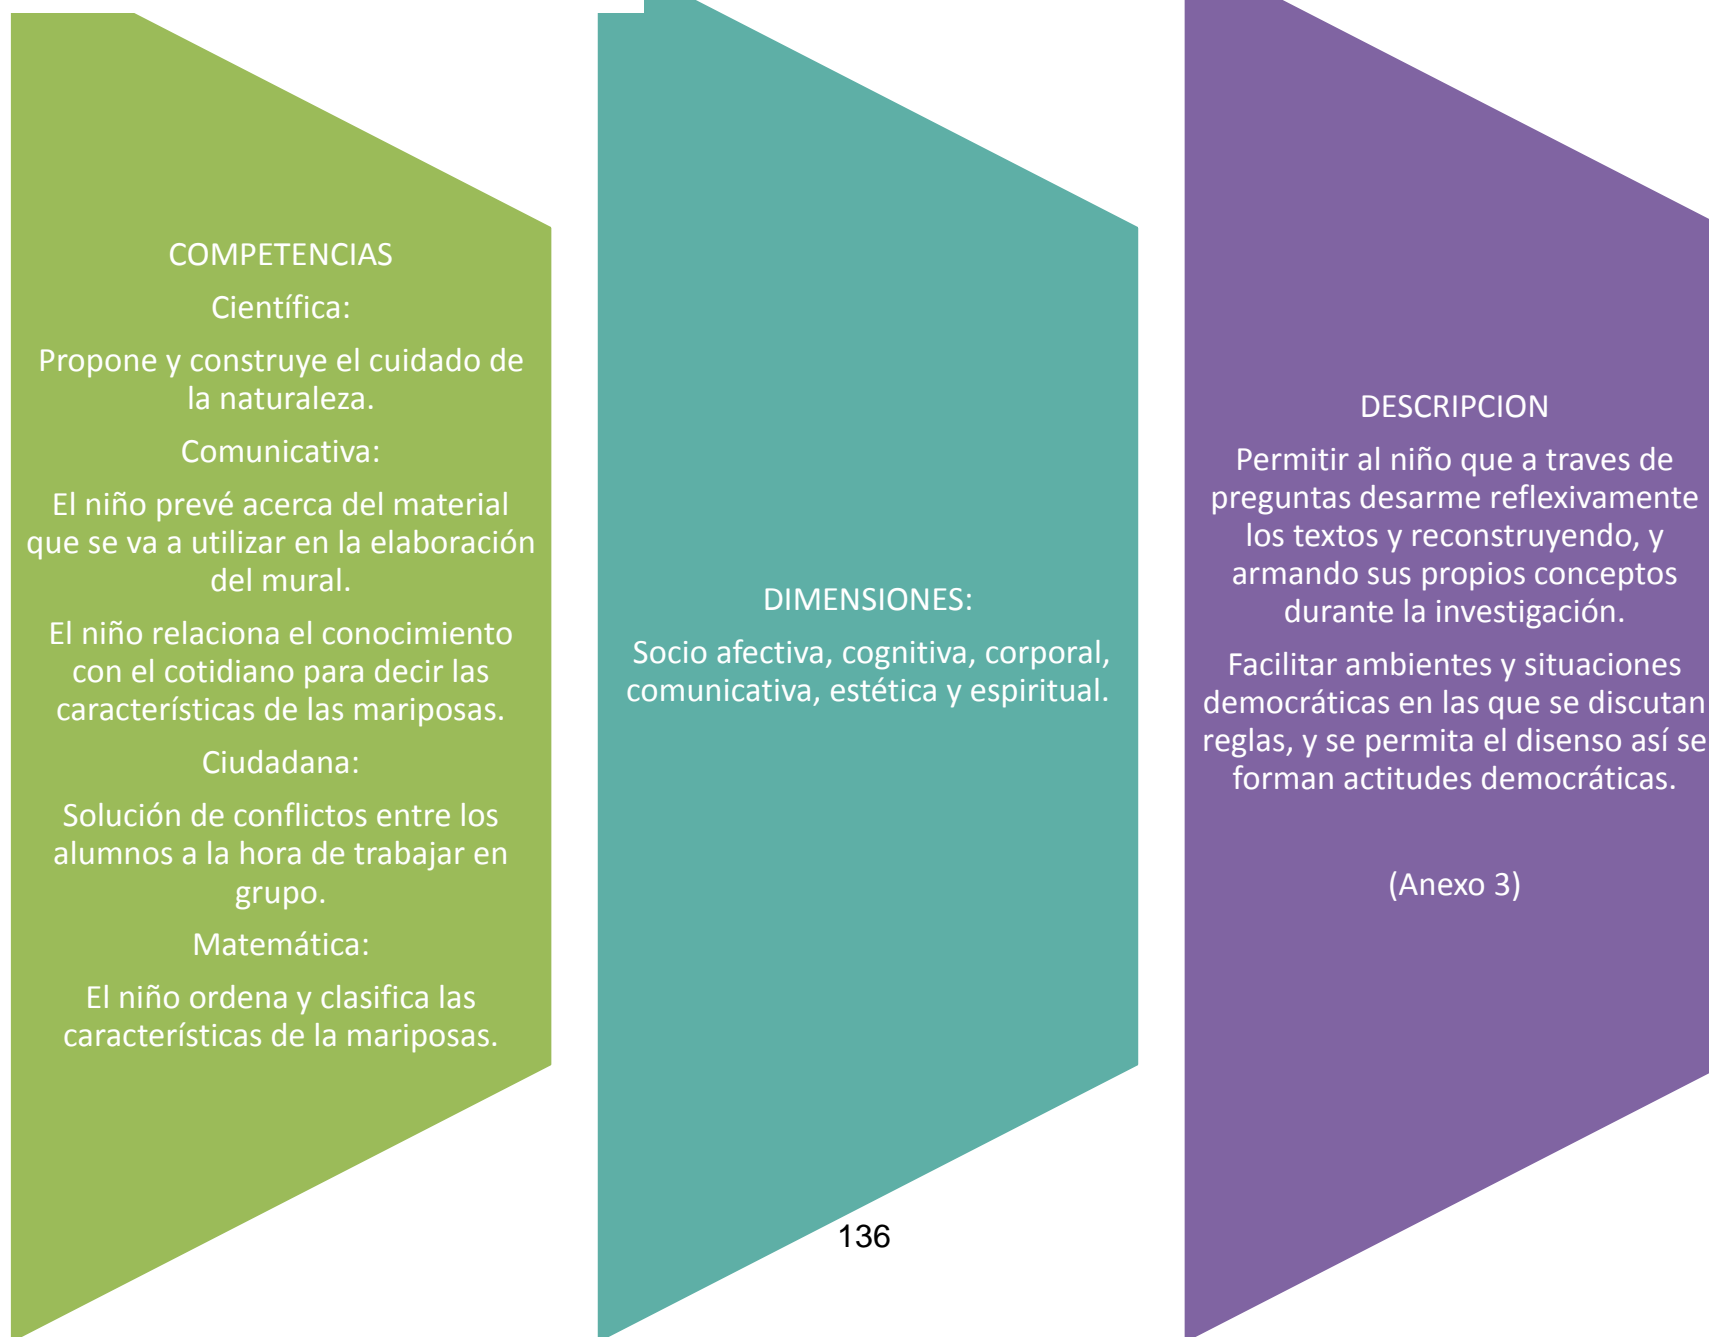 COMPETENCIAS
Científica:
Propone y construye el cuidado de
la naturaleza.
Comunicativa:
El niño prevé acerca del material
que se va a utilizar en la elaboración
del mural.
El niño relaciona el conocimiento
con el cotidiano para decir las
características de las mariposas.
Ciudadana:
Solución de conflictos entre los
alumnos a la hora de trabajar en
grupo.
Matemática:
El niño ordena y clasifica las
características de la mariposas.
DIMENSIONES:
Socio afectiva, cognitiva, corporal,
comunicativa, estética y espiritual.
DESCRIPCION
Permitir al niño que a traves de
preguntas desarme reflexivamente
los textos y reconstruyendo, y
armando sus propios conceptos
durante la investigación.
Facilitar ambientes y situaciones
democráticas en las que se discutan
reglas, y se permita el disenso así se
forman actitudes democráticas.
(Anexo 3)
136